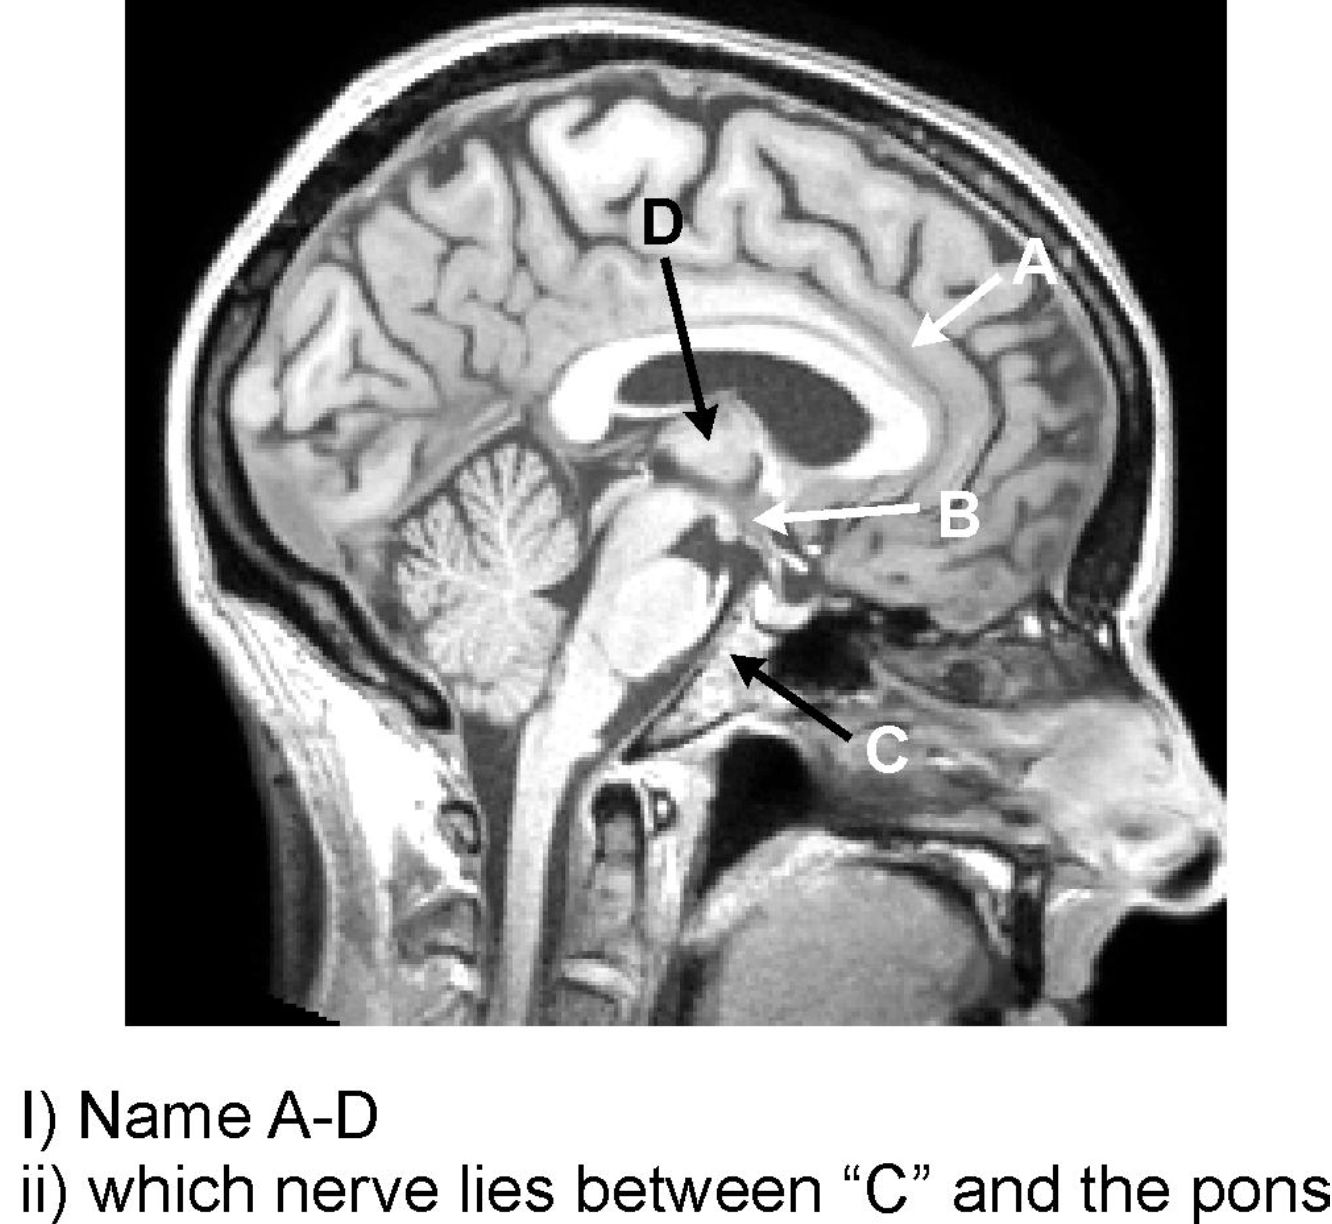 D
A
B
C
I) Name A-D
ii) which nerve lies between “C” and the pons